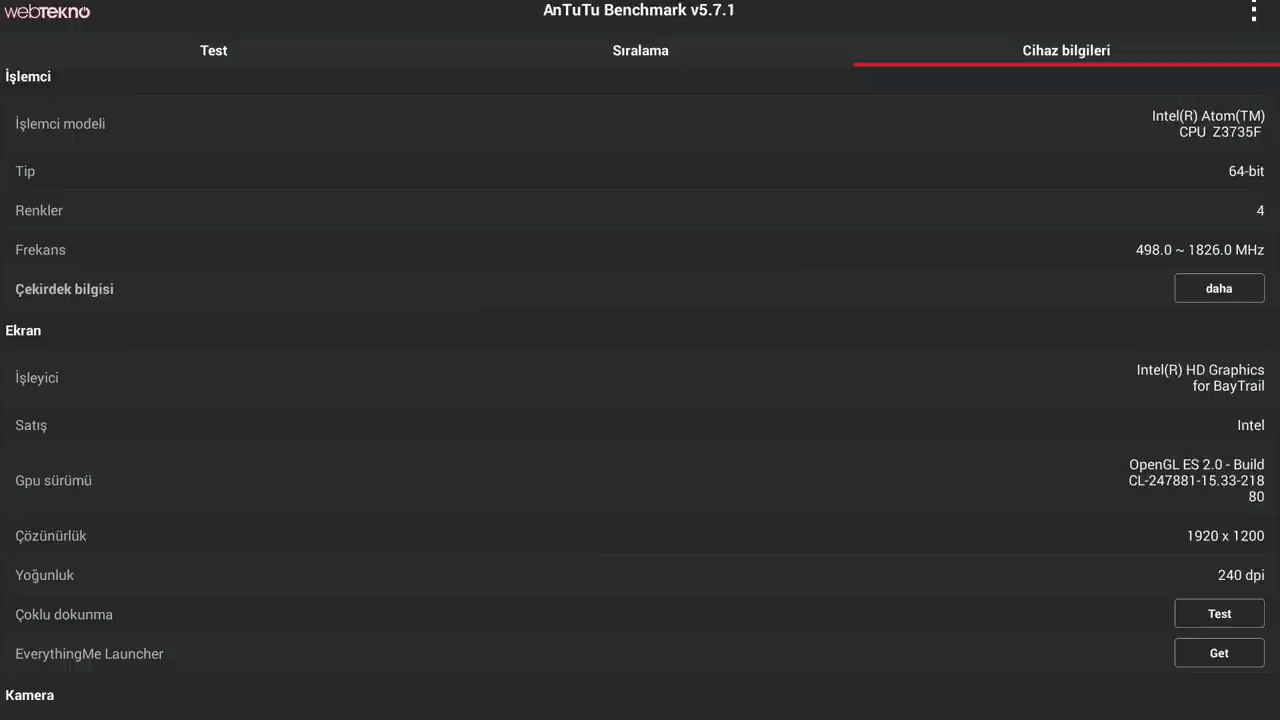 webTEKNO
AnTuTu Benchmark v5.7.1
Test
Sıralama
Cihaz bilgileri
İşlemci
İşlemci modeli
Intel(R) Atom(TM)
CPU Z3735F
Tip
64-bit
Renkler
4
Frekans
498.0 ~ 1826.0 MHz
Çekirdek bilgisi
daha
Ekran
İşleyici
Intel(R) HD Graphics
for BayTrail
Satış
Intel
Gpu sürümü
OpenGL ES 2.0 - Build
CL-247881-15.33-218
80
Çözünürlük
1920 x 1200
Yoğunluk
240 dpi
Çoklu dokunma
Test
EverythingMe Launcher
Get
Kamera